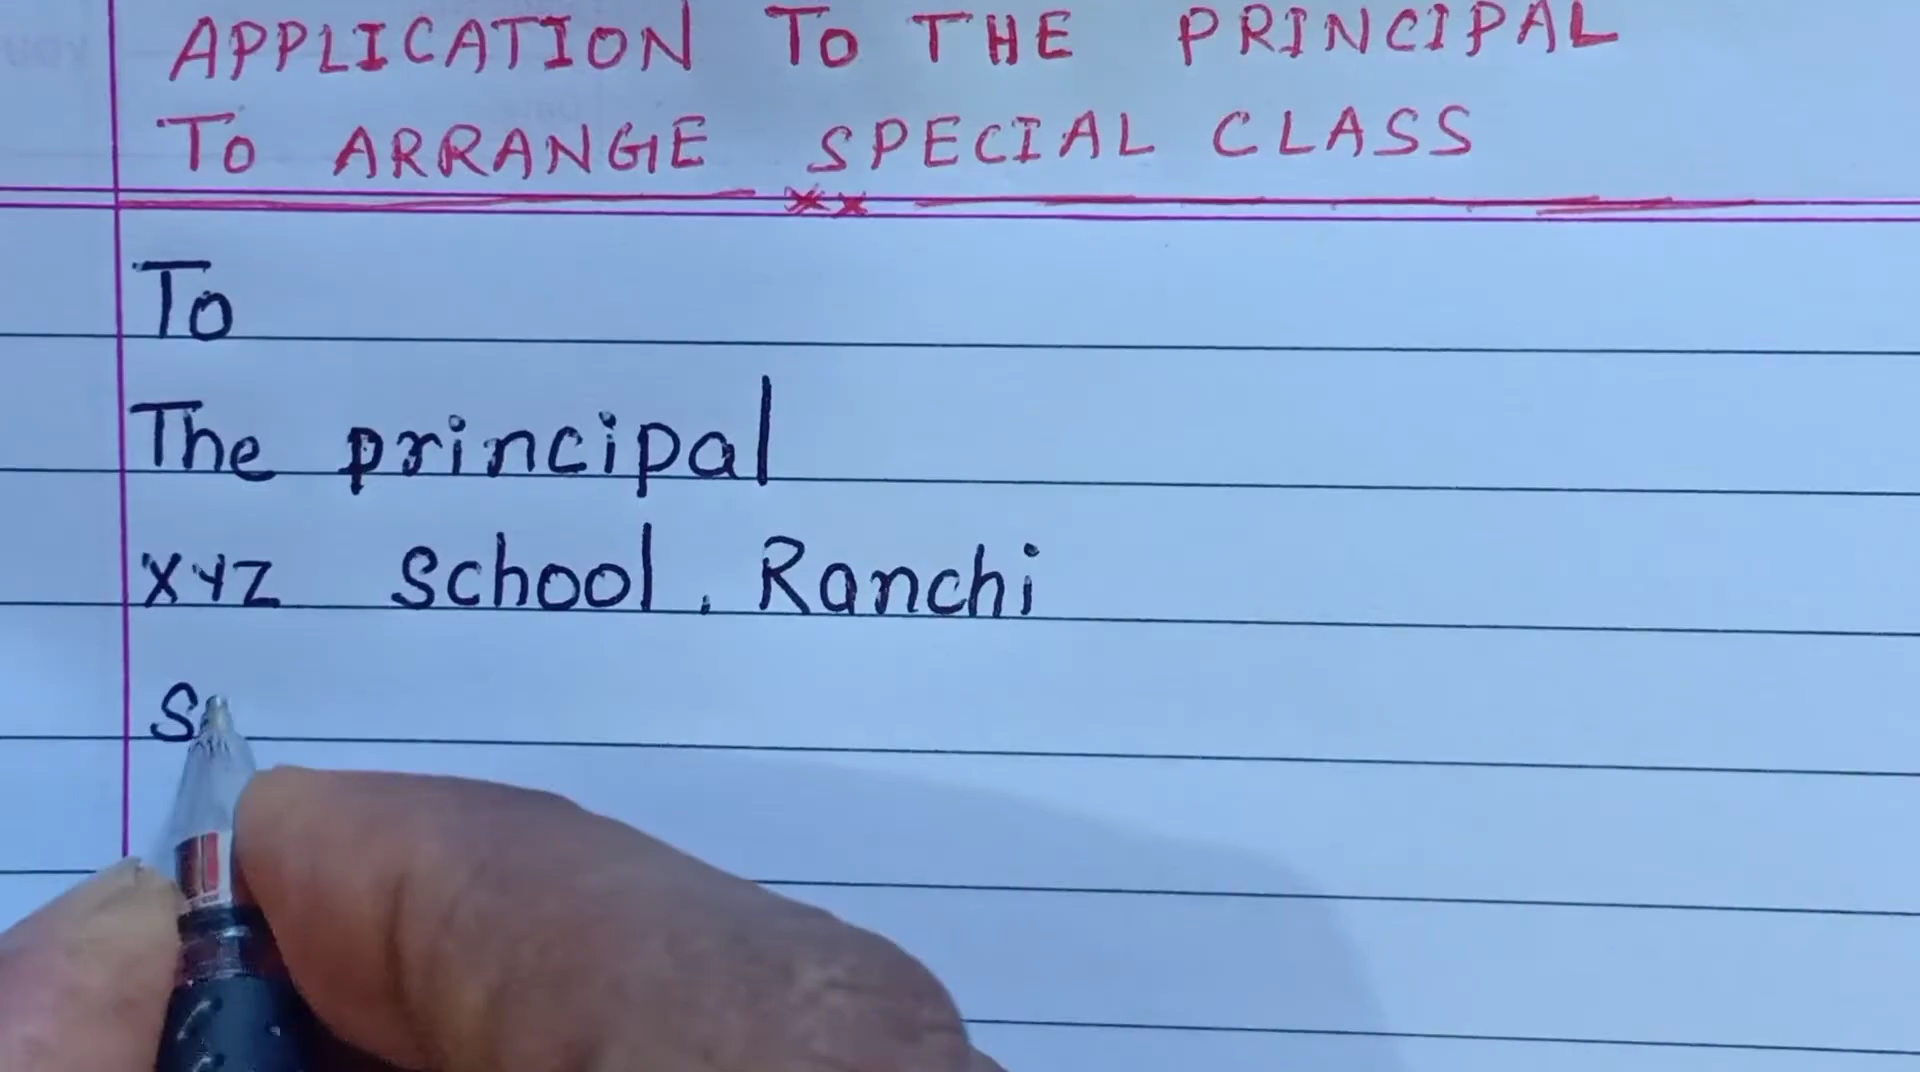 APPLICATION To THE PRINCIPAL
To ARRANGE SPECIAL CLASS
To
The principal
XYZ School, Ranchi
S